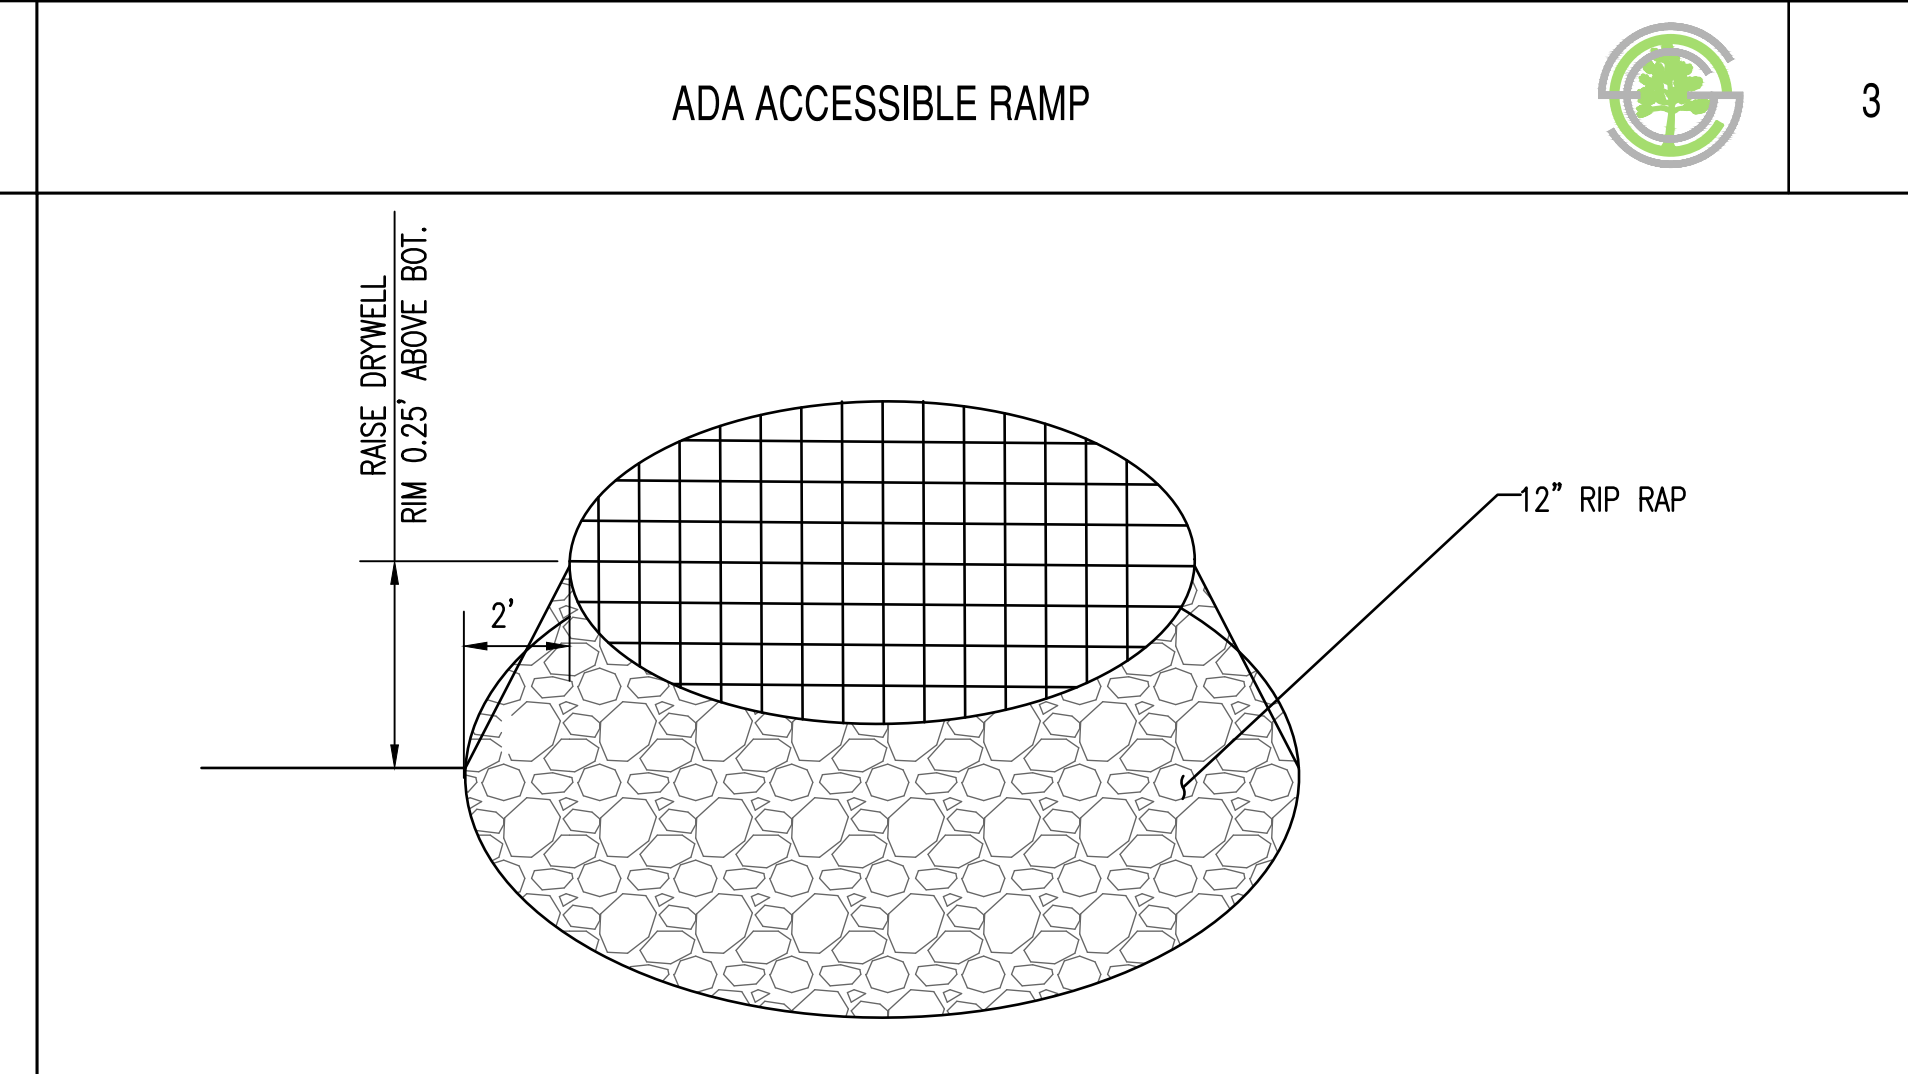 ADA ACCESSIBLE RAMP
3
RAISE DRYWELL
RIM 0.25' ABOVE BOT.
2'
12" RIP RAP